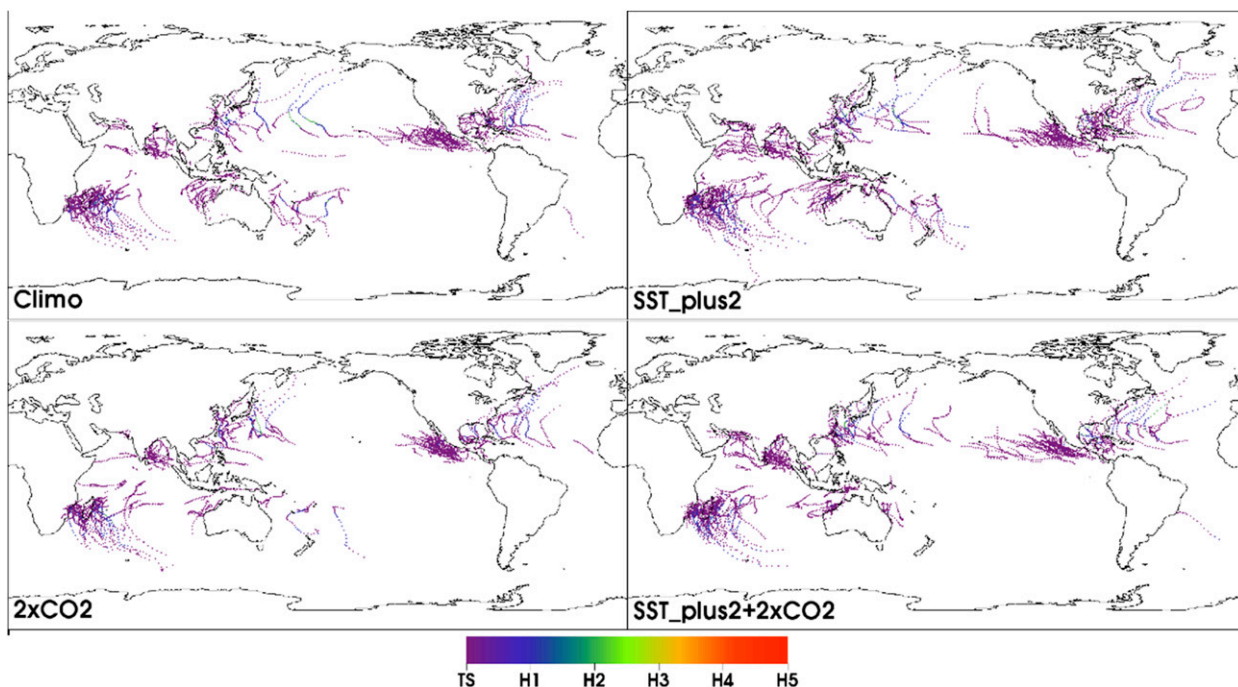 Climo
SST_plus2
2xCO2
SST_plus2+2xCO2
TS H1 H2 H3 H4 H5